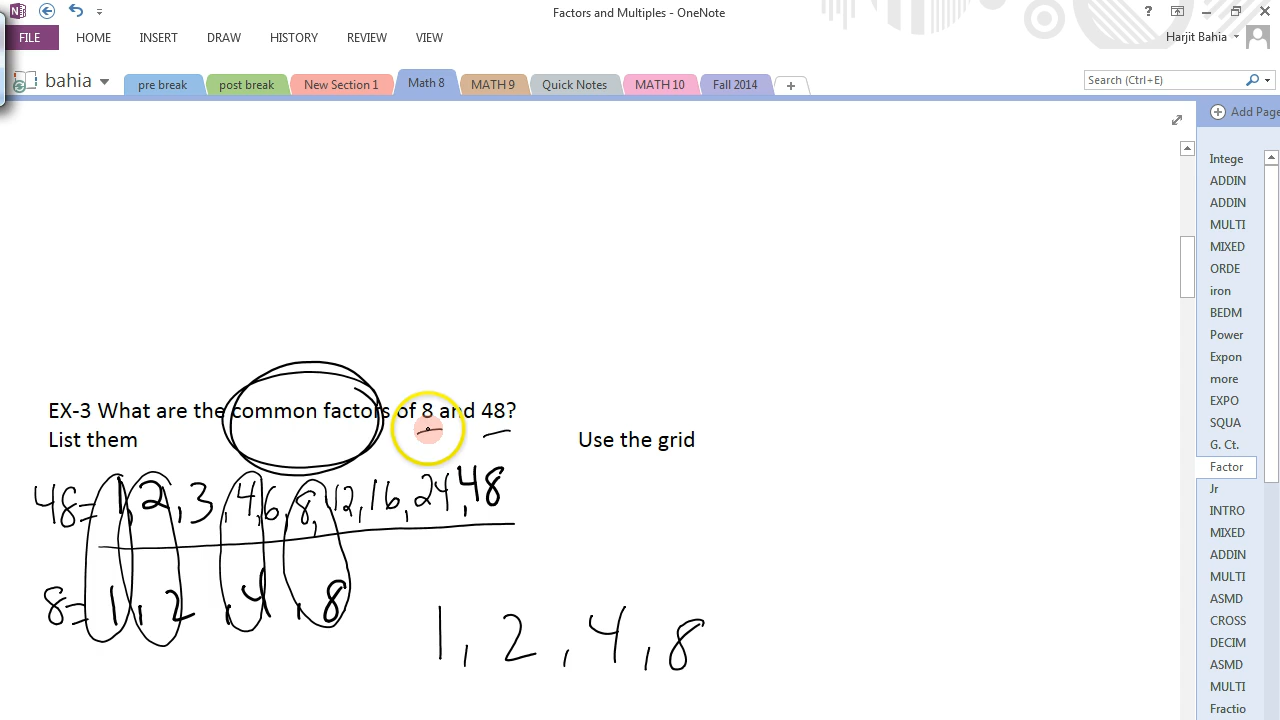 Factors and Multiples - OneNote
?
FILE HOME INSERT DRAW HISTORY REVIEW VIEW
Harjit Bahia
bahia
pre break
post break
New Section 1
Math 8
MATH 9
Quick Notes
MATH 10
Fall 2014
Search (Ctrl+E)
Add Page
Intege
ADDIN
ADDIN
MULTI
MIXED
ORDE
iron
BEDM
Power
Expon
more
EXPO
SQUA
G. Ct.
Factor
Jr
INTRO
MIXED
ADDIN
MULTI
ASMD
CROSS
DECIM
ASMD
MULTI
Fractio
EX-3 What are the common factors of 8 and 48?
List them
Use the grid
48=1,2,3,4,6,8,12,16,24,48
8=1,2,4,8
1,2,4,8